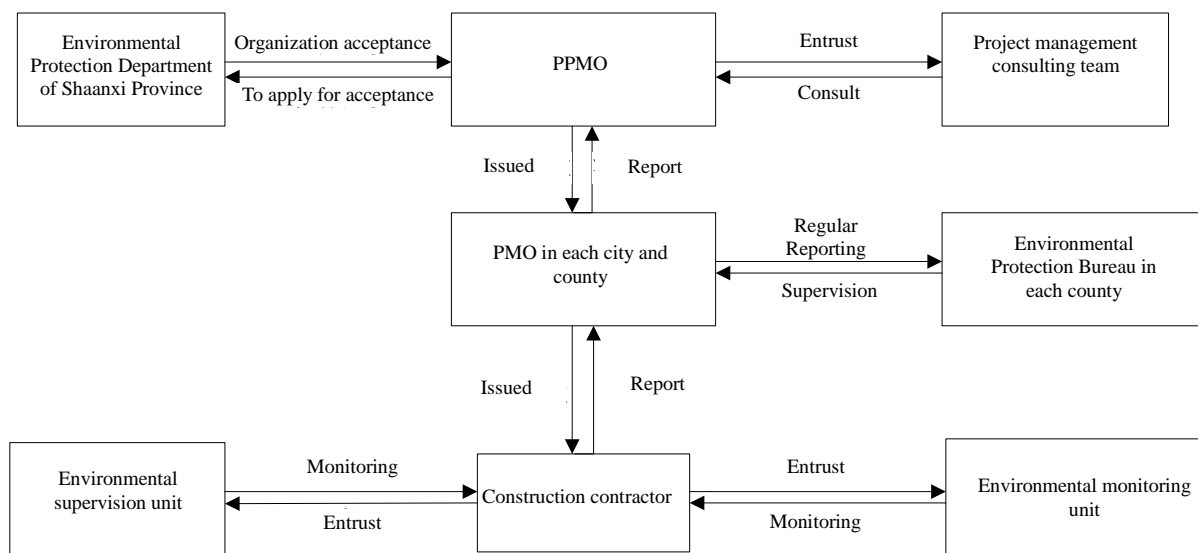 Environmental
Protection Department
of Shaanxi Province
Organization acceptance
To apply for acceptance
PPMO
Entrust
Consult
Project management
consulting team
Issued
Report
PMO in each city and
county
Regular
Reporting
Supervision
Environmental
Protection Bureau in
each county
Issued
Report
Environmental
supervision unit
Monitoring
Entrust
Construction contractor
Entrust
Monitoring
Environmental monitoring
unit